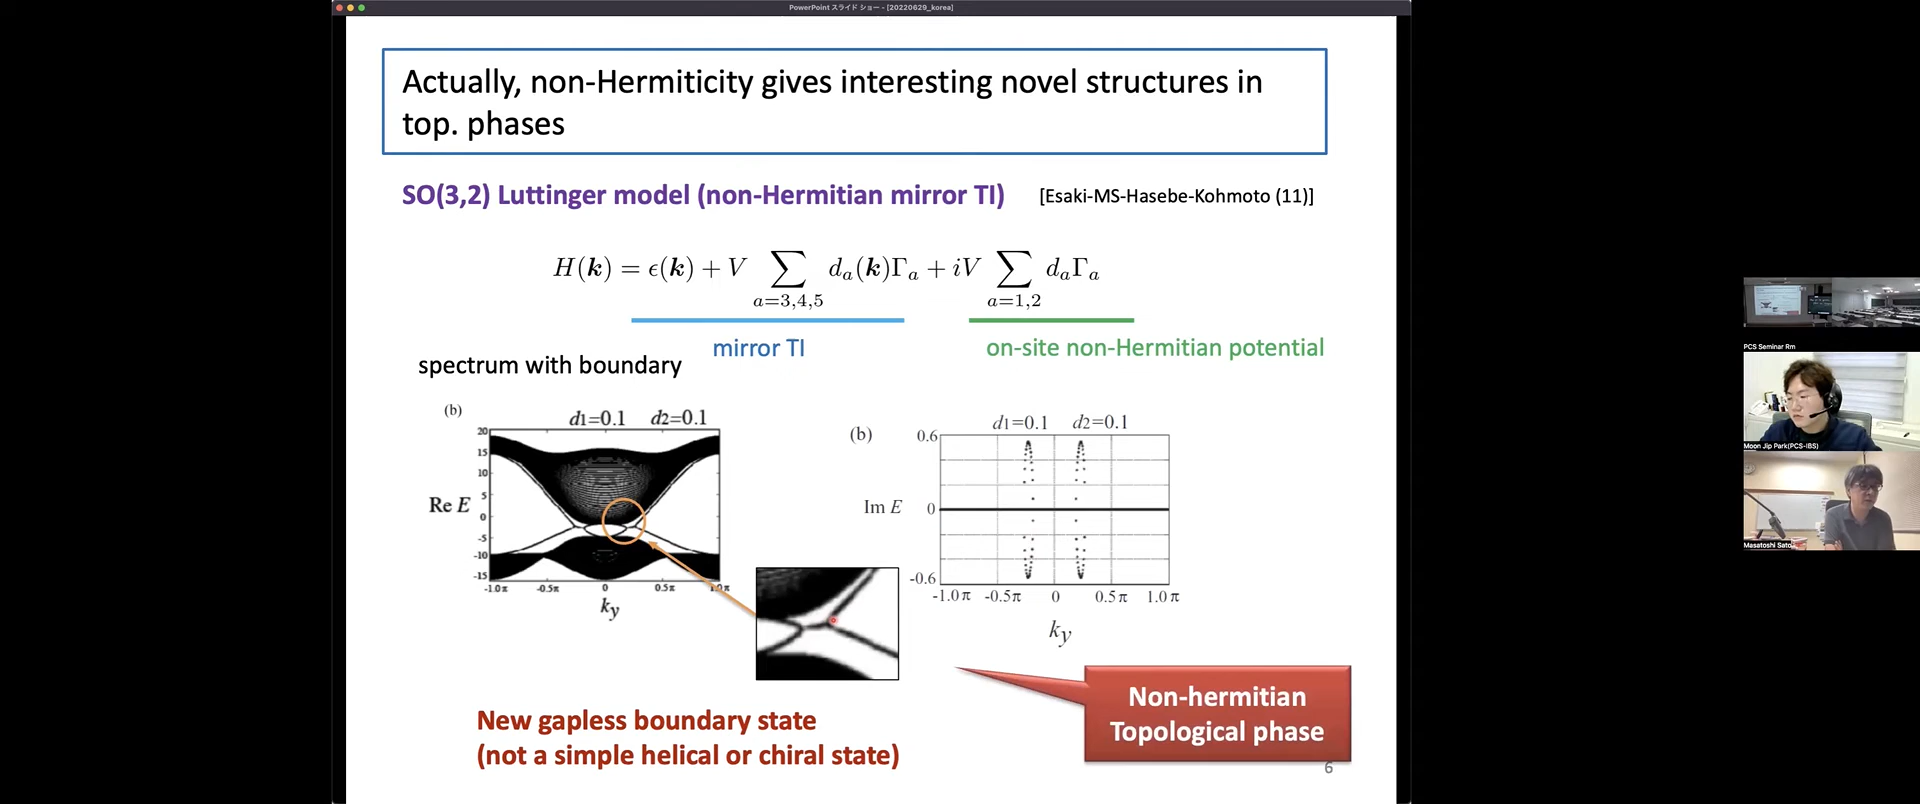 PowerPoint スライド ショー - [20220629_korea]
Actually, non-Hermiticity gives interesting novel structures in
top. phases
SO(3,2) Luttinger model (non-Hermitian mirror TI) [Esaki-MS-Hasebe-Kohmoto (11)]
H(k) = ϵ(k) + V ∑ dₐ(k)Γₐ + iV ∑ dₐΓₐ
a=3,4,5 a=1,2
mirror TI on-site non-Hermitian potential
spectrum with boundary
(b) d1=0.1 d2=0.1
20
15
10
5
Re E 0
-5
-10
-15
-1.0π -0.5π 0 0.5π 1.0π
ky
(b) d1=0.1 d2=0.1
0.6
Im E 0
-0.6
-1.0π -0.5π 0 0.5π 1.0π
ky
New gapless boundary state
(not a simple helical or chiral state)
Non-hermitian
Topological phase
6
PCS Seminar Rm
Moon Jip Park(PCS-IBS)
Masatoshi Sato